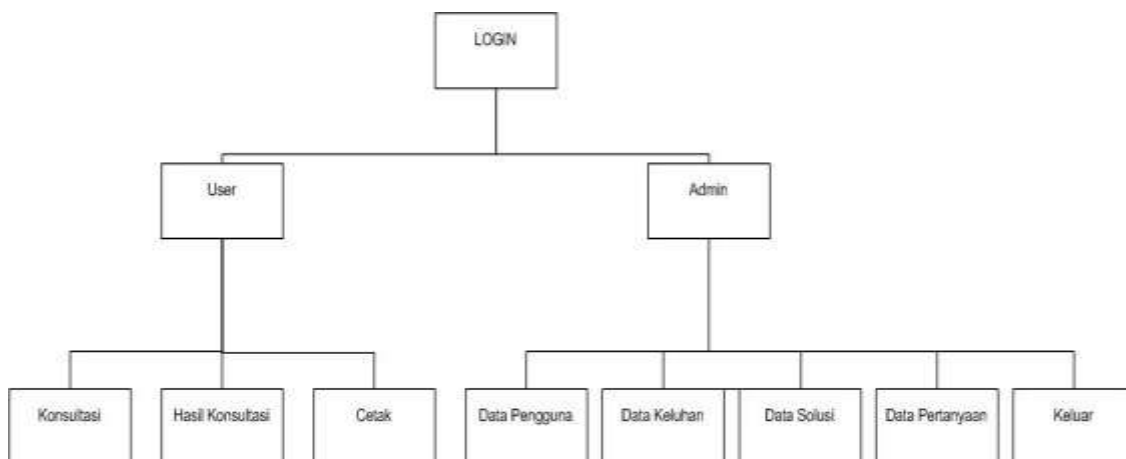 LOGIN
User
Admin
Konsultasi
Hasil Konsultasi
Cetak
Data Pengguna
Data Keluhan
Data Solusi
Data Pertanyaan
Keluar